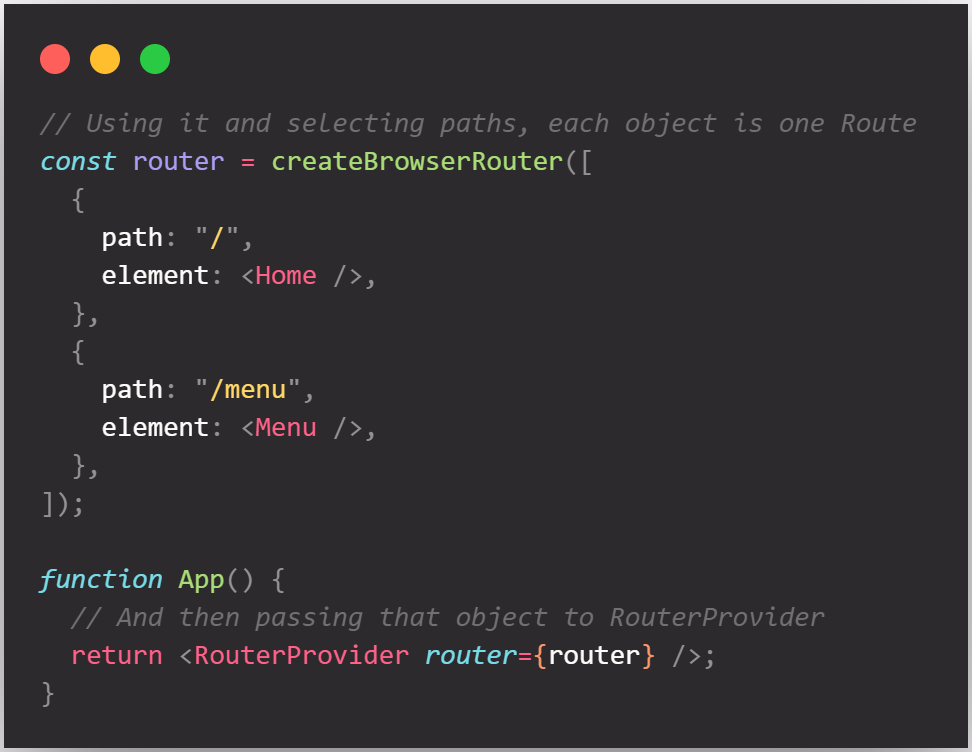 // Using it and selecting paths, each object is one Route
const router = createBrowserRouter([
  {
    path: "/",
    element: <Home />,
  },
  {
    path: "/menu",
    element: <Menu />,
  },
]);

function App() {
  // And then passing that object to RouterProvider
  return <RouterProvider router={router} />;
}